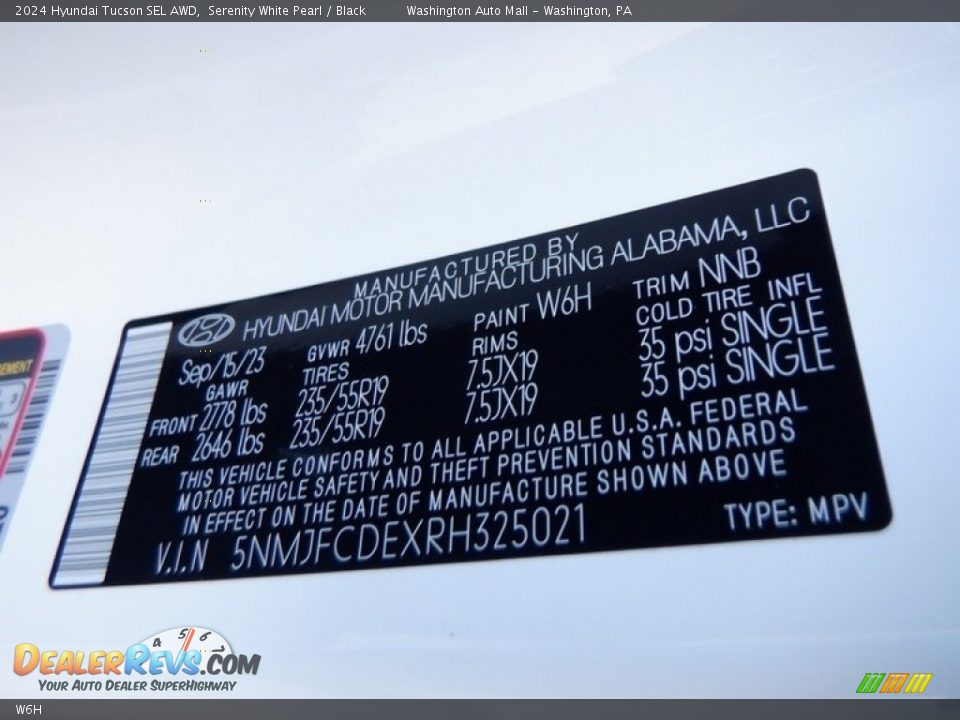 2024 Hyundai Tucson SEL AWD, Serenity White Pearl / Black Washington Auto Mall - Washington, PA
MANUFACTURED BY
HYUNDAI MOTOR MANUFACTURING ALABAMA, LLC
Sep/15/23 GVWR 4761 lbs PAINT W6H TRIM NNB
GAWR TIRES RIMS COLD TIRE INFL
FRONT 2778 lbs 235/55R19 7.5JX19 35 psi SINGLE
REAR 2646 lbs 235/55R19 7.5JX19 35 psi SINGLE
THIS VEHICLE CONFORMS TO ALL APPLICABLE U.S.A. FEDERAL
MOTOR VEHICLE SAFETY AND THEFT PREVENTION STANDARDS
IN EFFECT ON THE DATE OF MANUFACTURE SHOWN ABOVE
V.I.N 5NMJFCDEXRH325021 TYPE: MPV
4 5 6
DEALERREVS.COM
YOUR AUTO DEALER SUPERHIGHWAY
W6H